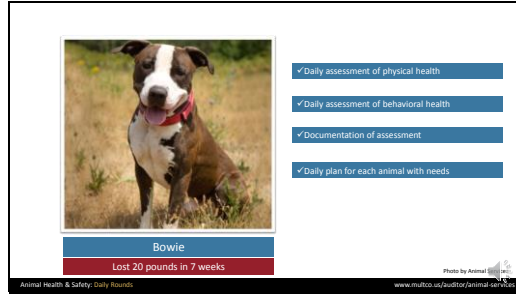 ✓Daily assessment of physical health
✓Daily assessment of behavioral health
✓Documentation of assessment
✓Daily plan for each animal with needs
Bowie
Lost 20 pounds in 7 weeks
Photo by Animal
Animal Health & Safety: Daily Rounds
www.multco.us/auditor/animal-services